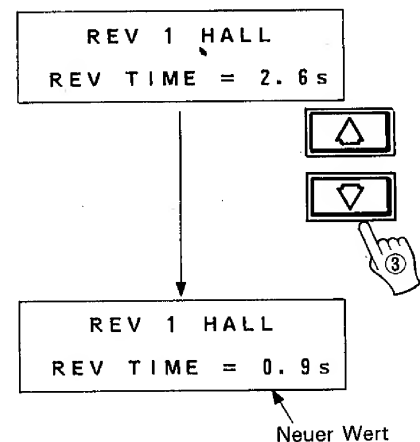 REV 1 HALL
REV TIME = 2.6s
③
REV 1 HALL
REV TIME = 0.9s
Neuer Wert